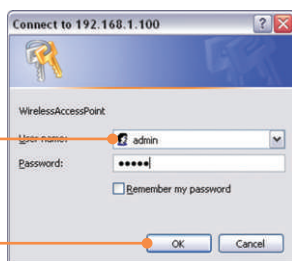 Connect to 192.168.1.100
WirelessAccessPoint
User name:
admin
Password:
•••••
Remember my password
OK
Cancel